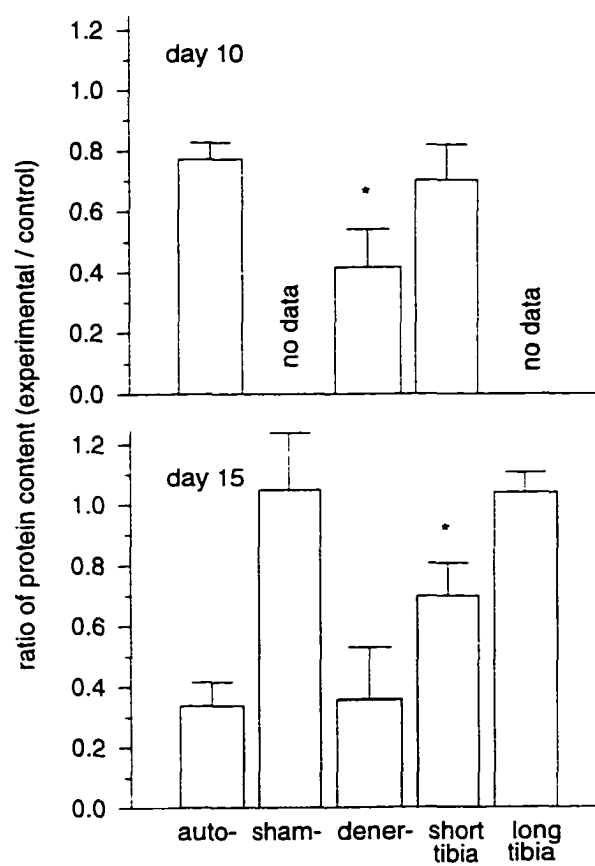 ratio of protein content (experimental / control)
1.2
1.0
0.8
0.6
0.4
0.2
0.0
day 10
*
no data
no data
1.2
1.0
0.8
0.6
0.4
0.2
0.0
day 15
*
auto- sham- dener- short long
tibia tibia